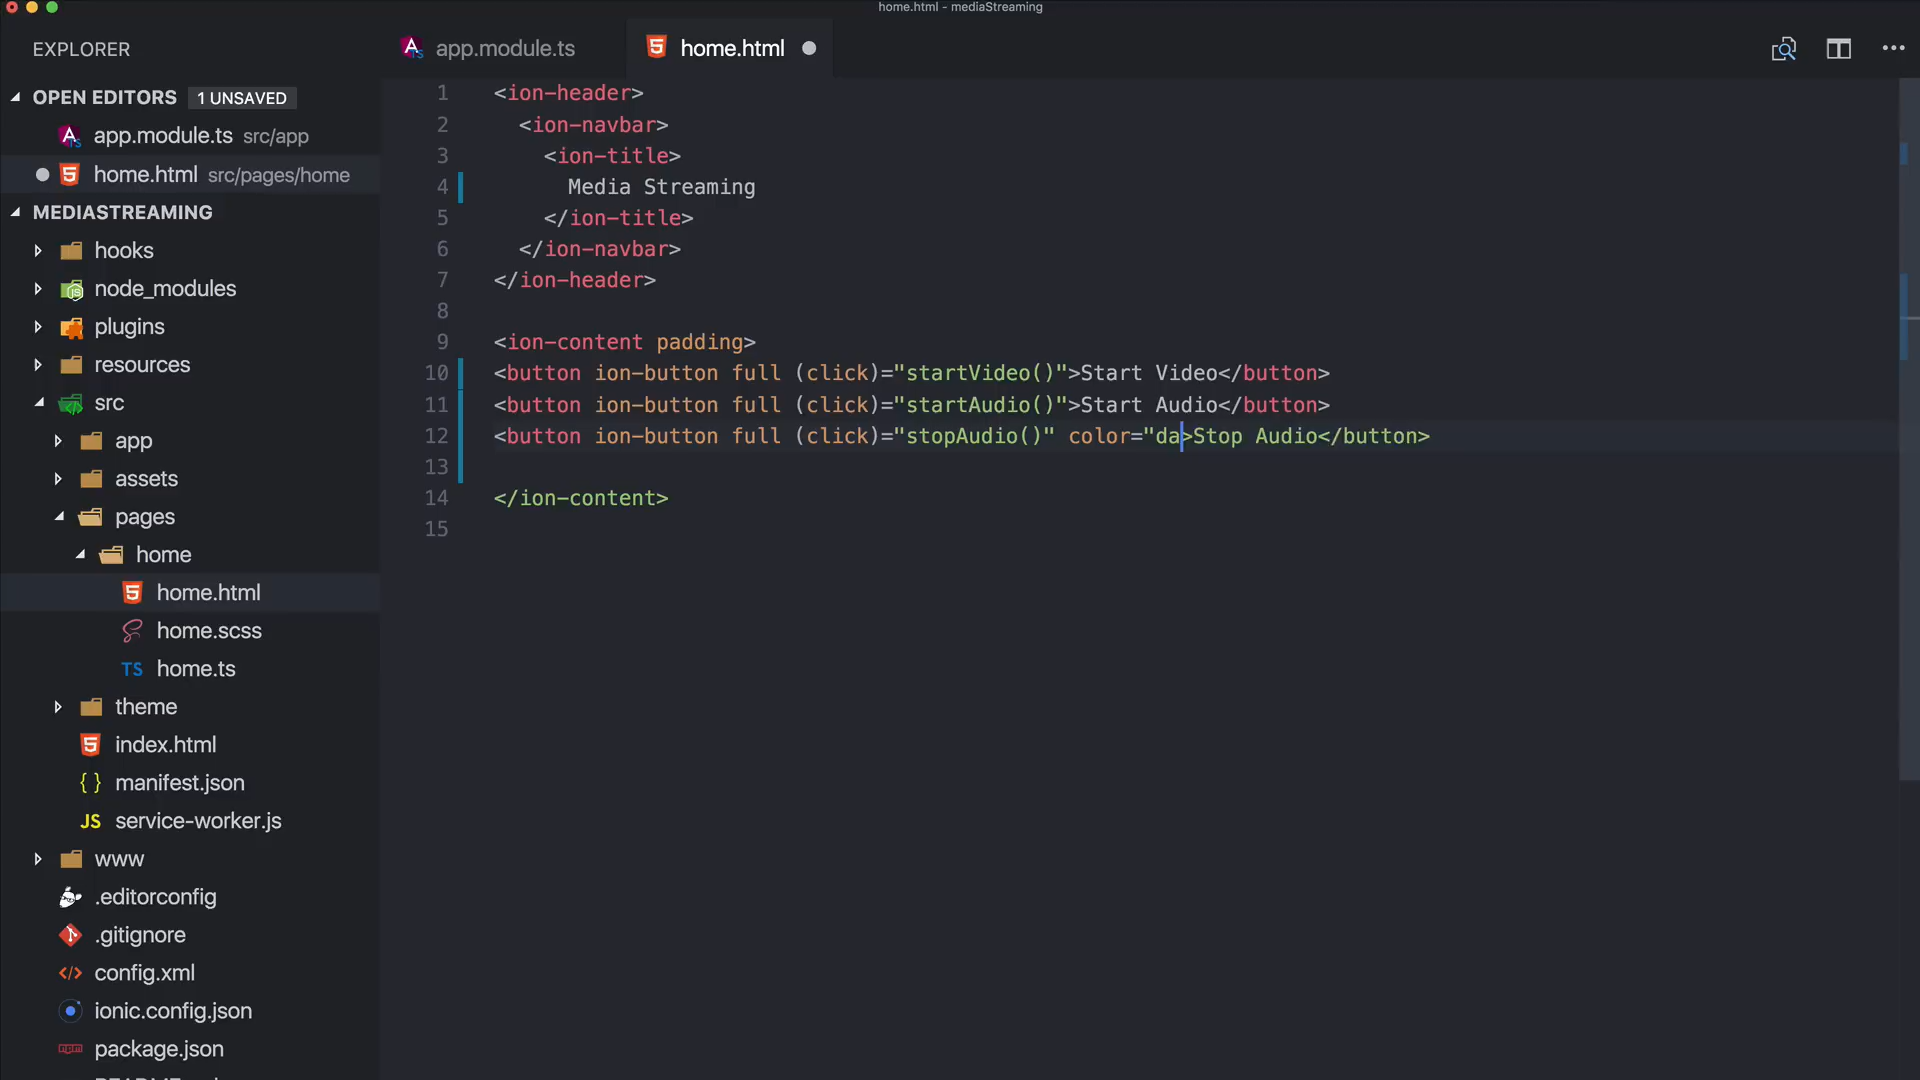 home.html - mediaStreaming
EXPLORER
OPEN EDITORS 1 UNSAVED
app.module.ts src/app
home.html src/pages/home
MEDIASTREAMING
hooks
node_modules
plugins
resources
src
app
assets
pages
home
home.html
home.scss
TS home.ts
theme
index.html
{ } manifest.json
JS service-worker.js
www
.editorconfig
.gitignore
config.xml
ionic.config.json
package.json
app.module.ts
home.html
1 <ion-header>
2 <ion-navbar>
3 <ion-title>
4 Media Streaming
5 </ion-title>
6 </ion-navbar>
7 </ion-header>
8
9 <ion-content padding>
10 <button ion-button full (click)="startVideo()">Start Video</button>
11 <button ion-button full (click)="startAudio()">Start Audio</button>
12 <button ion-button full (click)="stopAudio()" color="da>Stop Audio</button>
13
14 </ion-content>
15